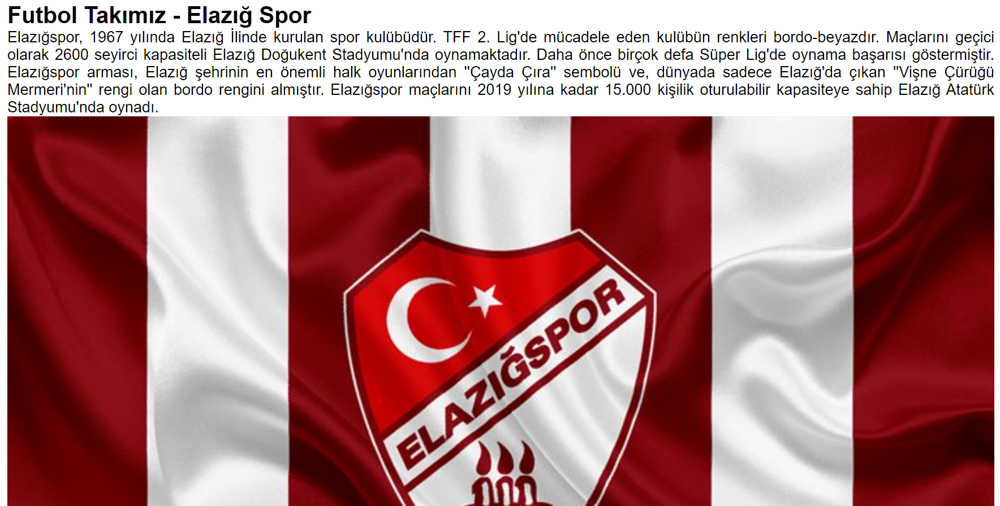 Futbol Takımız - Elazığ Spor
Elazığspor, 1967 yılında Elazığ İlinde kurulan spor kulübüdür. TFF 2. Lig'de mücadele eden kulübün renkleri bordo-beyazdır. Maçlarını geçici
olarak 2600 seyirci kapasiteli Elazığ Doğukent Stadyumu'nda oynamaktadır. Daha önce birçok defa Süper Lig'de oynama başarısı göstermiştir.
Elazığspor arması, Elazığ şehrinin en önemli halk oyunlarından "Çayda Çıra" sembolü ve, dünyada sadece Elazığ'da çıkan "Vişne Çürüğü
Mermeri'nin" rengi olan bordo rengini almıştır. Elazığspor maçlarını 2019 yılına kadar 15.000 kişilik oturulabilir kapasiteye sahip Elazığ Atatürk
Stadyumu'nda oynadı.
ELAZIĞSPOR